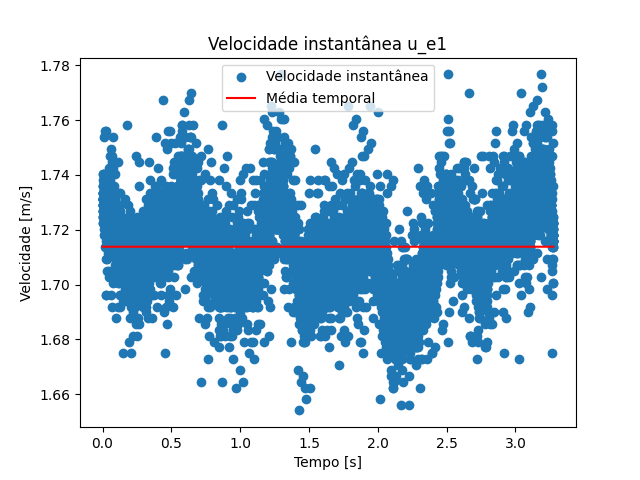 Velocidade instantânea u_e1
Velocidade instantânea
Média temporal
Velocidade [m/s]
1.78
1.76
1.74
1.72
1.70
1.68
1.66
0.0 0.5 1.0 1.5 2.0 2.5 3.0
Tempo [s]